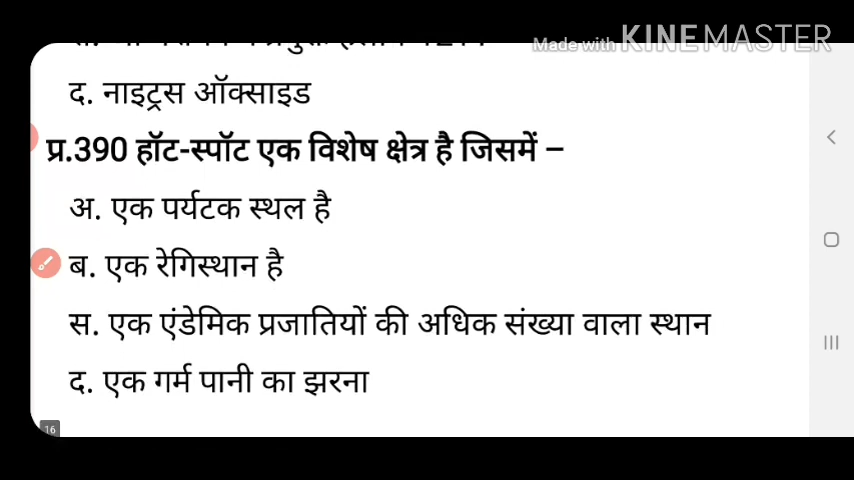 Made with KINEMASTER
द. नाइट्रस ऑक्साइड
प्र.390 हॉट-स्पॉट एक विशेष क्षेत्र है जिसमें –
अ. एक पर्यटक स्थल है
ब. एक रेगिस्थान है
स. एक एंडेमिक प्रजातियों की अधिक संख्या वाला स्थान
द. एक गर्म पानी का झरना
16